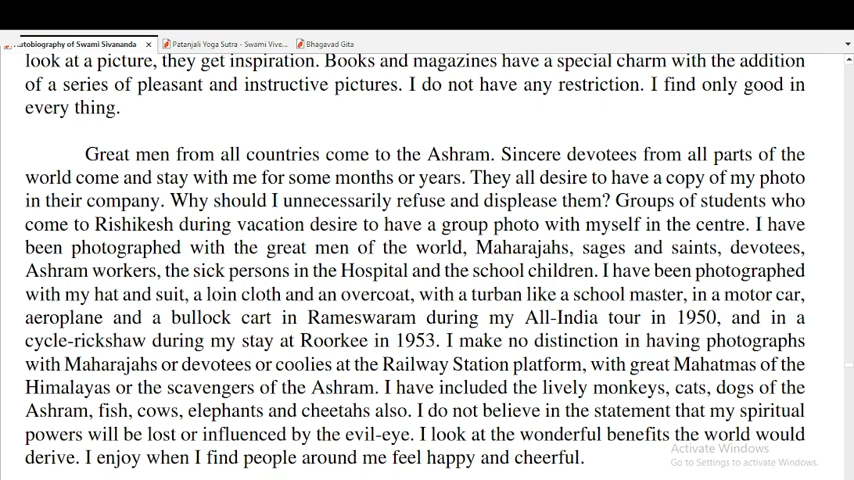 Autobiography of Swami Sivananda × Patanjali Yoga Sutra - Swami Vive... Bhagavad Gita
look at a picture, they get inspiration. Books and magazines have a special charm with the addition
of a series of pleasant and instructive pictures. I do not have any restriction. I find only good in
every thing.
Great men from all countries come to the Ashram. Sincere devotees from all parts of the
world come and stay with me for some months or years. They all desire to have a copy of my photo
in their company. Why should I unnecessarily refuse and displease them? Groups of students who
come to Rishikesh during vacation desire to have a group photo with myself in the centre. I have
been photographed with the great men of the world, Maharajahs, sages and saints, devotees,
Ashram workers, the sick persons in the Hospital and the school children. I have been photographed
with my hat and suit, a loin cloth and an overcoat, with a turban like a school master, in a motor car,
aeroplane and a bullock cart in Rameswaram during my All-India tour in 1950, and in a
cycle-rickshaw during my stay at Roorkee in 1953. I make no distinction in having photographs
with Maharajahs or devotees or coolies at the Railway Station platform, with great Mahatmas of the
Himalayas or the scavengers of the Ashram. I have included the lively monkeys, cats, dogs of the
Ashram, fish, cows, elephants and cheetahs also. I do not believe in the statement that my spiritual
powers will be lost or influenced by the evil-eye. I look at the wonderful benefits the world would
derive. I enjoy when I find people around me feel happy and cheerful.
Activate Windows
Go to Settings to activate Windows.